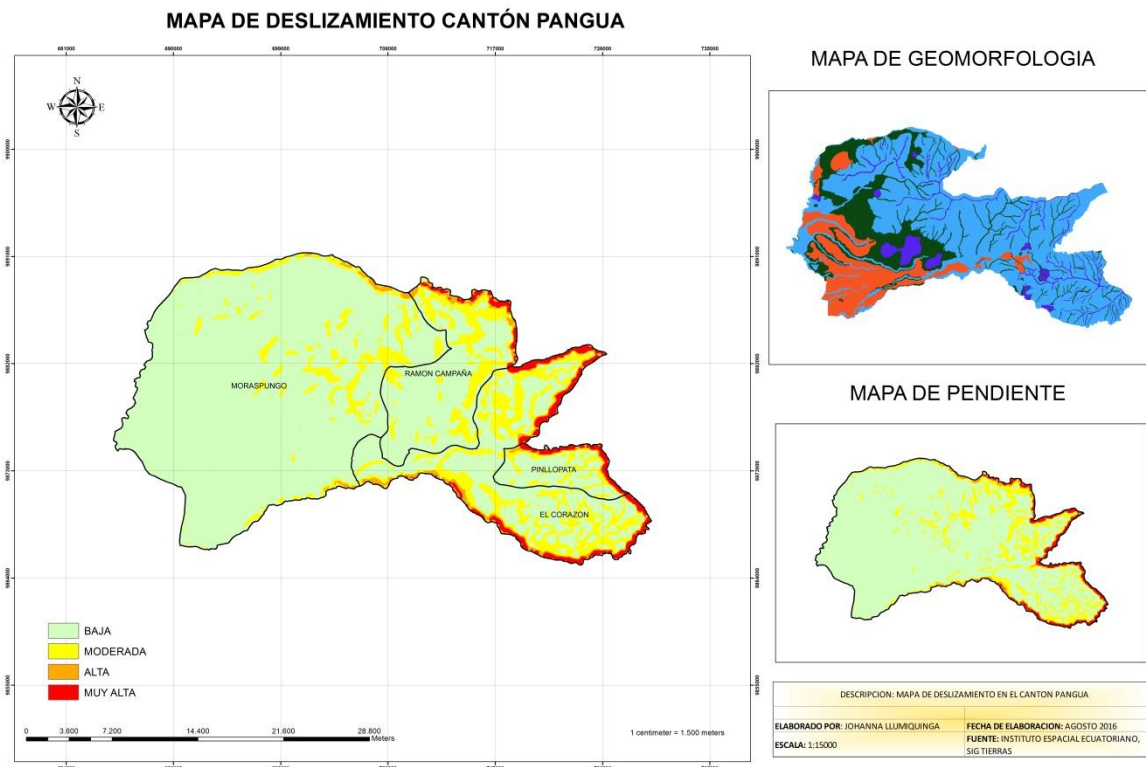 MAPA DE DESLIZAMIENTO CANTÓN PANGUA
N
W E
S
MORASPUNGO
RAMON CAMPAÑA
PINLLOPATA
EL CORAZON
BAJA
MODERADA
ALTA
MUY ALTA
0 3.600 7.200 14.400 21.600 28.800
Meters
1 centimeter = 1.500 meters
MAPA DE GEOMORFOLOGIA
MAPA DE PENDIENTE
DESCRIPCION: MAPA DE DESLIZAMIENTO EN EL CANTON PANGUA
ELABORADO POR: JOHANNA LLUMIQUINGA
FECHA DE ELABORACION: AGOSTO 2016
ESCALA: 1:15000
FUENTE: INSTITUTO ESPACIAL ECUATORIANO,
SIG TIERRAS